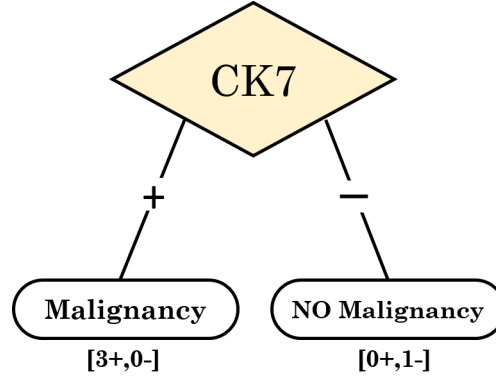 CK7
+ −
Malignancy NO Malignancy
[3+,0-] [0+,1-]